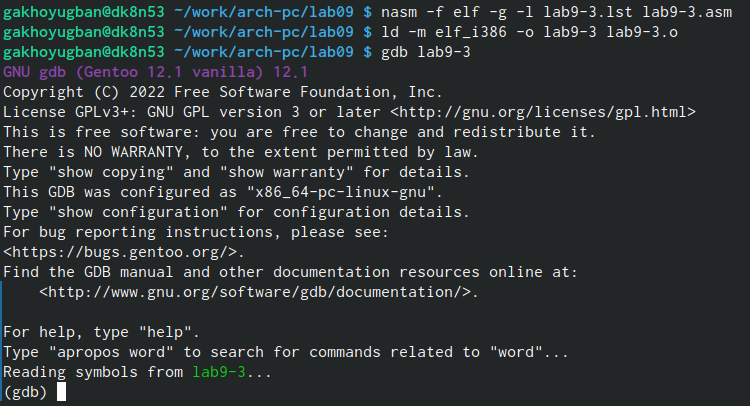 gakhoyugban@dk8n53 ~/work/arch-pc/lab09 $ nasm -f elf -g -l lab9-3.lst lab9-3.asm
gakhoyugban@dk8n53 ~/work/arch-pc/lab09 $ ld -m elf_i386 -o lab9-3 lab9-3.o
gakhoyugban@dk8n53 ~/work/arch-pc/lab09 $ gdb lab9-3
GNU gdb (Gentoo 12.1 vanilla) 12.1
Copyright (C) 2022 Free Software Foundation, Inc.
License GPLv3+: GNU GPL version 3 or later <http://gnu.org/licenses/gpl.html>
This is free software: you are free to change and redistribute it.
There is NO WARRANTY, to the extent permitted by law.
Type "show copying" and "show warranty" for details.
This GDB was configured as "x86_64-pc-linux-gnu".
Type "show configuration" for configuration details.
For bug reporting instructions, please see:
<https://bugs.gentoo.org/>.
Find the GDB manual and other documentation resources online at:
    <http://www.gnu.org/software/gdb/documentation/>.

For help, type "help".
Type "apropos word" to search for commands related to "word"...
Reading symbols from lab9-3...
(gdb)